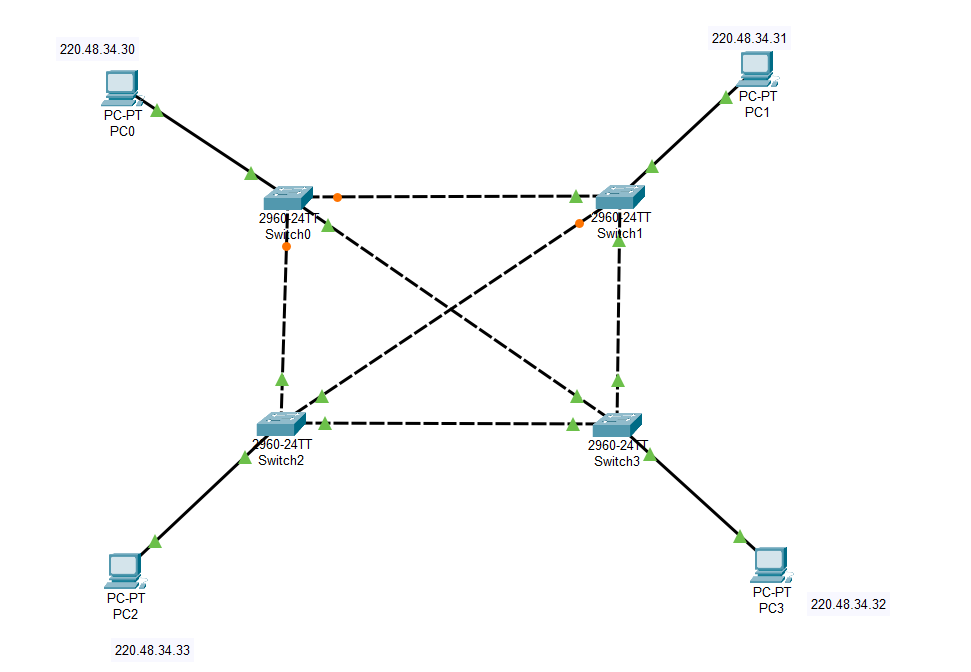 220.48.34.30
220.48.34.31
PC-PT
PC0
PC-PT
PC1
2960-24TT
Switch0
2960-24TT
Switch1
2960-24TT
Switch2
2960-24TT
Switch3
PC-PT
PC2
PC-PT
PC3
220.48.34.32
220.48.34.33